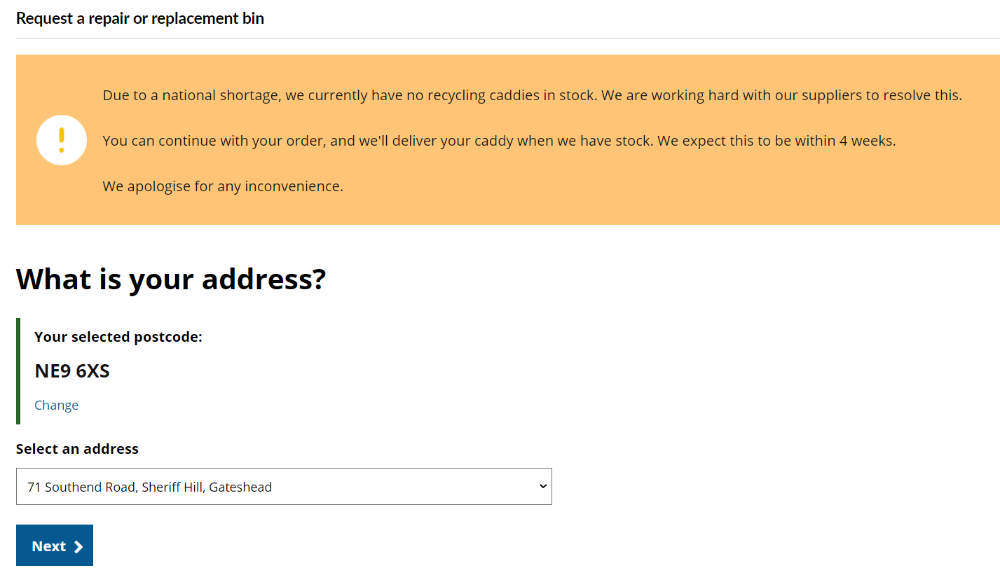 Request a repair or replacement bin
Due to a national shortage, we currently have no recycling caddies in stock. We are working hard with our suppliers to resolve this.
You can continue with your order, and we'll deliver your caddy when we have stock. We expect this to be within 4 weeks.
We apologise for any inconvenience.
What is your address?
Your selected postcode:
NE9 6XS
Change
Select an address
71 Southend Road, Sheriff Hill, Gateshead
Next